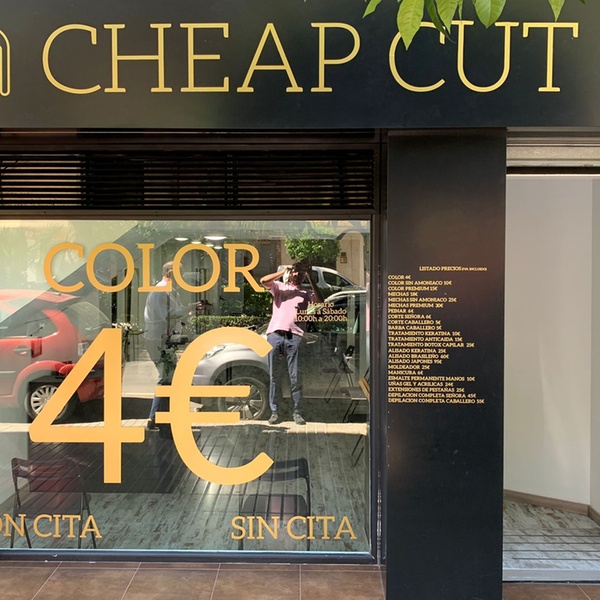 CHEAP CUT
COLOR
4€
Horario
Lunes a Sábado
10:00h a 20:00h
ON CITA
SIN CITA
LISTADO PRECIOS (IVA INCLUIDO)
COLOR 4€
COLOR SIN AMONIACO 10€
COLOR PREMIUM 15€
MECHAS 18€
MECHAS SIN AMONIACO 25€
MECHAS PREMIUM 30€
PEINAR 6€
CORTE SEÑORA 6€
CORTE CABALLERO 5€
BARBA CABALLERO 5€
TRATAMIENTO KERATINA 10€
TRATAMIENTO ANTICAIDA 15€
TRATAMIENTO BOTOX CAPILAR 25€
ALISADO KERATINA 25€
ALISADO BRASILEÑO 60€
ALISADO JAPONES 95€
MOLDEADOR 25€
MANICURA 6€
ESMALTE PERMANENTE MANOS 10€
UÑAS GEL Y ACRILICAS 24€
EXTENSIONES DE PESTAÑAS 25€
DEPILACION COMPLETA SEÑORA 45€
DEPILACION COMPLETA CABALLERO 55€